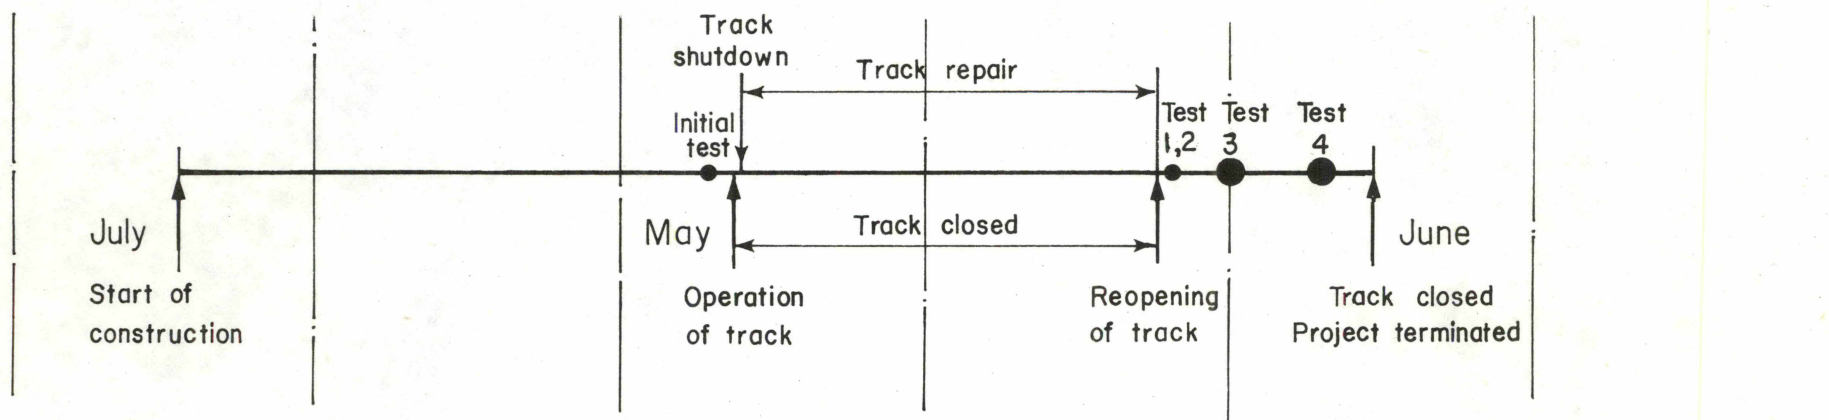 Track
shutdown
Track repair
Initial
test
Test
1,2
Test
3
Test
4
July
May
Track closed
June
Start of
construction
Operation
of track
Reopening
of track
Track closed
Project terminated